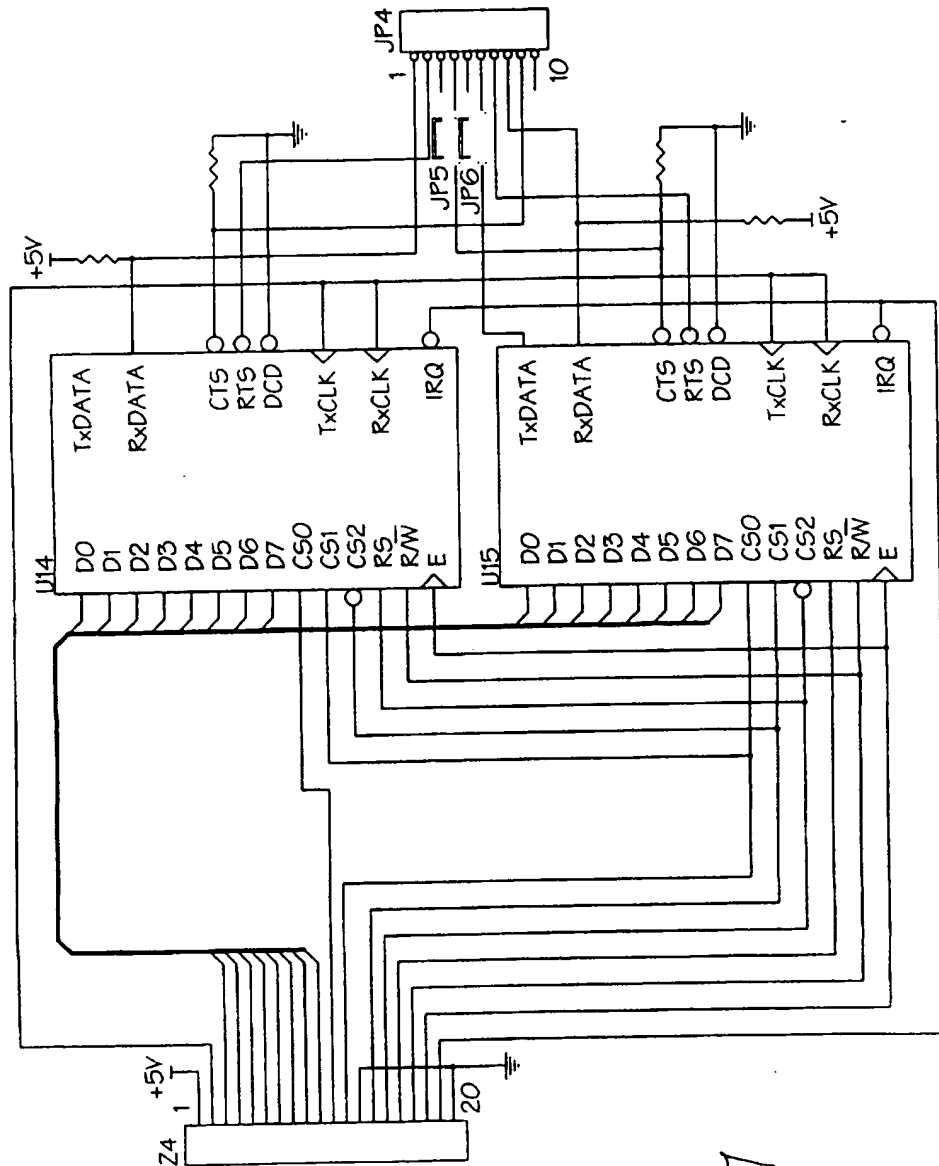 JP4
1
10
+5V
JP5
JP6
+5V
U14
D0
D1
D2
D3
D4
D5
D6
D7
CS0
CS1
CS2
RS
R/W
E
TxDATA
RxDATA
CTS
RTS
DCD
TxCLK
RxCLK
IRQ
U15
D0
D1
D2
D3
D4
D5
D6
D7
CS0
CS1
CS2
RS
R/W
E
TxDATA
RxDATA
CTS
RTS
DCD
TxCLK
RxCLK
IRQ
Z4
1
+5V
20